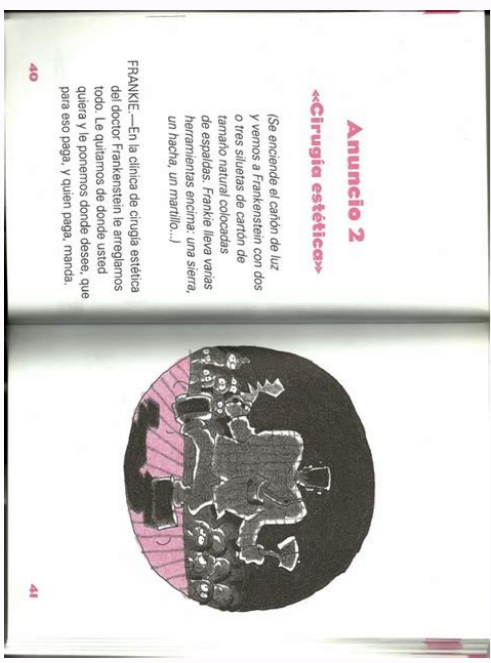 Anuncio 2
«Cirugía estética»
(Se enciende el cañón de luz
y vemos a Frankenstein con dos
o tres siluetas de cartón de
tamaño natural colocadas
de espaldas. Frankie lleva varias
herramientas encima: una sierra,
un hacha, un martillo...)
FRANKIE.—En la clínica de cirugía estética
del doctor Frankenstein le arreglamos
todo. Le quitamos de donde usted
quiera y le ponemos donde desee, que
para eso paga, y quien paga, manda.
40
41